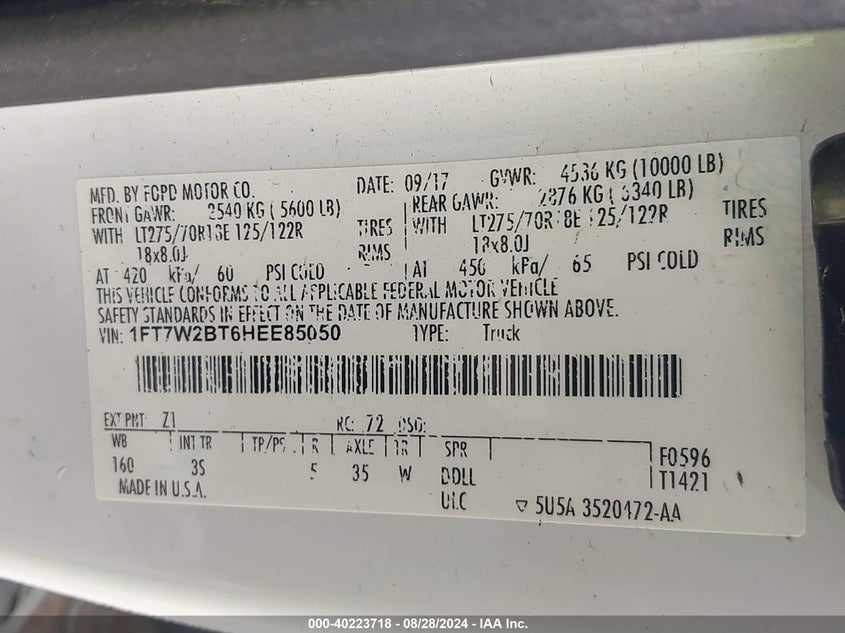 MFD. BY FORD MOTOR CO. DATE: 09/17 GVWR: 4536 KG (10000 LB)
FRONT GAWR: 2540 KG ( 5600 LB) REAR GAWR: 2876 KG ( 6340 LB)
WITH LT275/70R18E 125/122R TIRES WITH LT275/70R18E 125/122R TIRES
18x8.0J RIMS 18x8.0J RIMS
AT 420 kPa/ 60 PSI COLD AT 450 kPa/ 65 PSI COLD
THIS VEHICLE CONFORMS TO ALL APPLICABLE FEDERAL MOTOR VEHICLE
SAFETY STANDARDS IN EFFECT ON THE DATE OF MANUFACTURE SHOWN ABOVE.
VIN: 1FT7W2BT6HEE85050 TYPE: Truck
EXT PNT: Z1 RC: 72 DSO:
WB INT TR TP/PS R AXLE TR SPR F0596
160 3S 5 35 W DDLL T1421
MADE IN U.S.A. ULC ▽ 5U5A 3520472-AA
000-40223718 - 08/28/2024 - IAA Inc.